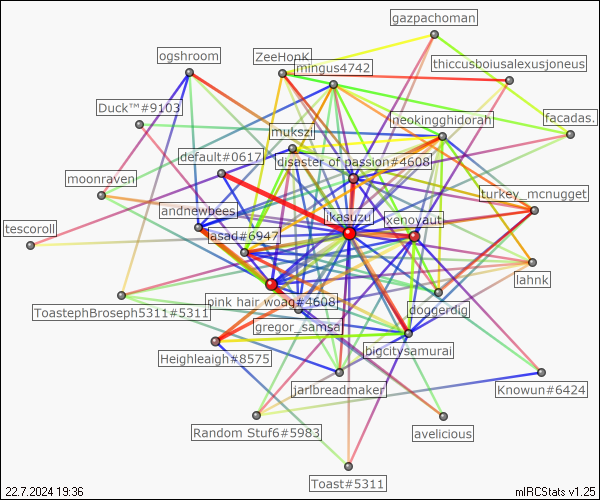 gazpachoman
ogshroom
ZeeHonK
mingus4742
thiccusboiusalexusjoneus
Duck™#9103
facadas.
neokingghidorah
mukszi
default#0617
disaster of passion#4608
moonraven
turkey_mcnugget
andnewbees
ikasuzu
xenoyaut
tescoroll
asad#6947
lahnk
pink hair woag#4608
doggerdig
ToastephBroseph5311#5311
gregor_samsa
bigcitysamurai
Heighleigh#8575
jarlbreadmaker
Knowun#6424
Random Stuf6#5983
avelicious
Toast#5311
22.7.2024 19:36
mIRCStats v1.25